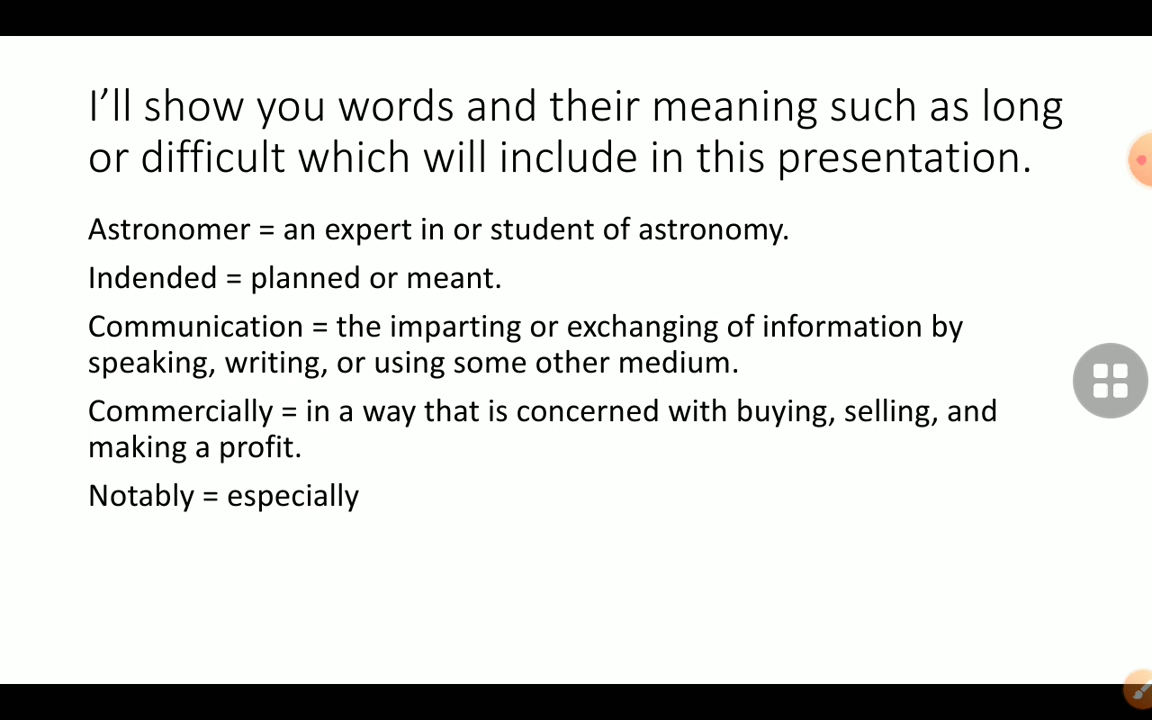 I’ll show you words and their meaning such as long
or difficult which will include in this presentation.
Astronomer = an expert in or student of astronomy.
Indended = planned or meant.
Communication = the imparting or exchanging of information by
speaking, writing, or using some other medium.
Commercially = in a way that is concerned with buying, selling, and
making a profit.
Notably = especially